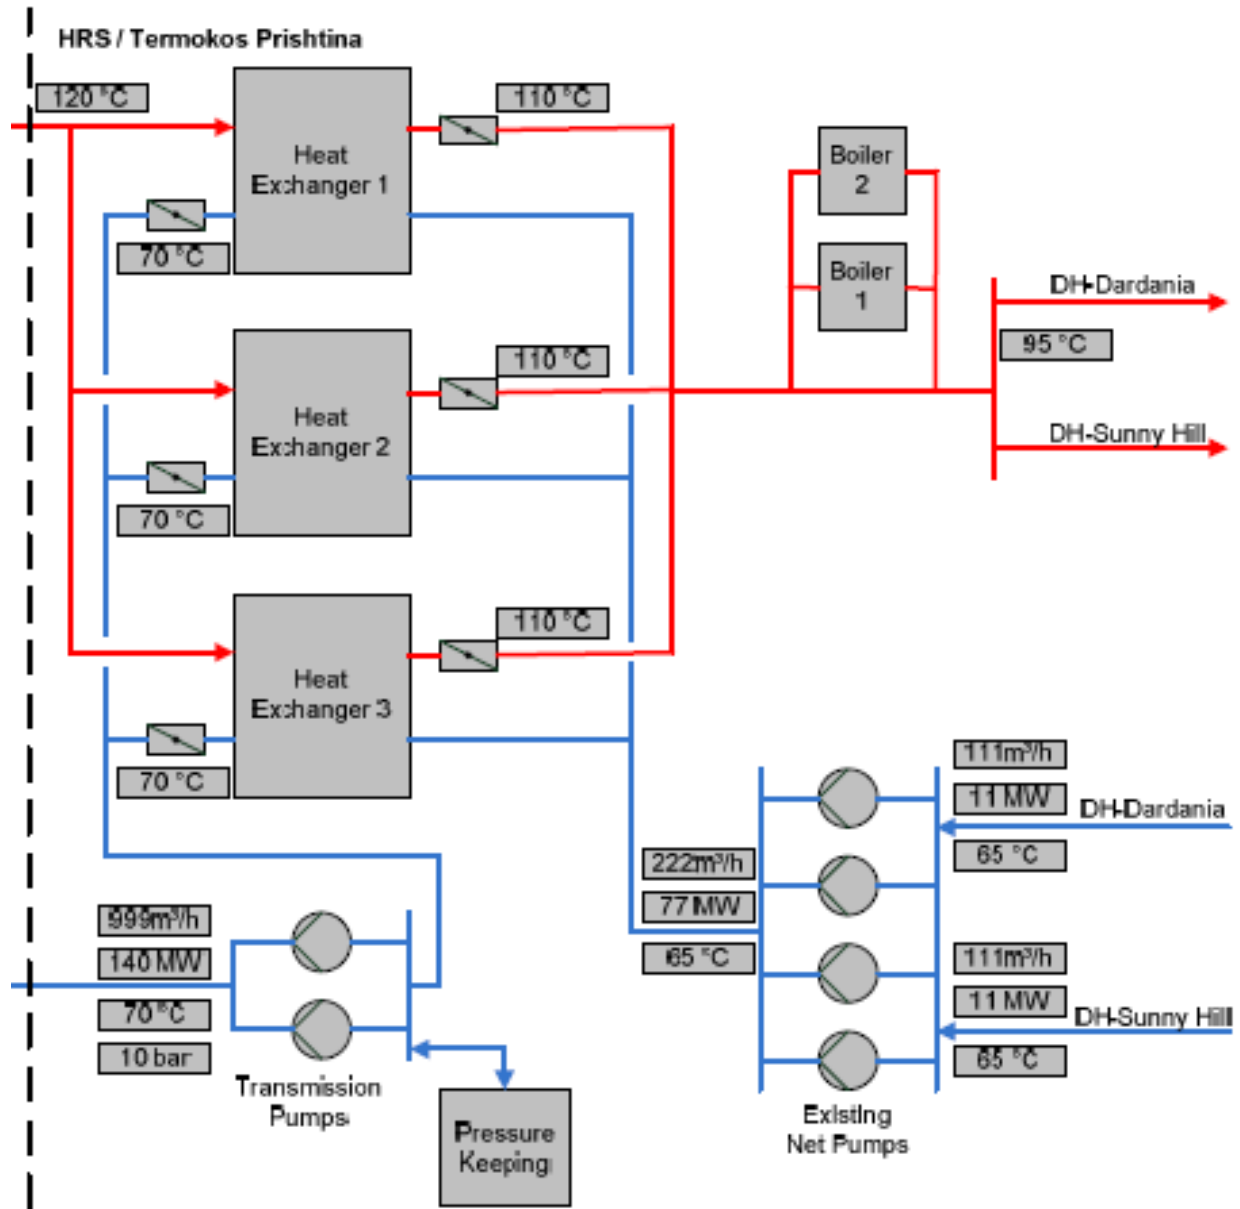 HRS / Termokos Prishtina
120 °C
110 °C
Heat
Exchanger 1
70 °C
Boiler
2
Boiler
1
DH-Dardania
95 °C
DH-Sunny Hill
110 °C
Heat
Exchanger 2
70 °C
110 °C
Heat
Exchanger 3
70 °C
111m³/h
11 MW
DH-Dardania
65 °C
222m³/h
77 MW
65 °C
111m³/h
11 MW
DH-Sunny Hill
65 °C
Existing
Net Pumps
999m³/h
140 MW
70 °C
10 bar
Transmission
Pumps
Pressure
Keeping